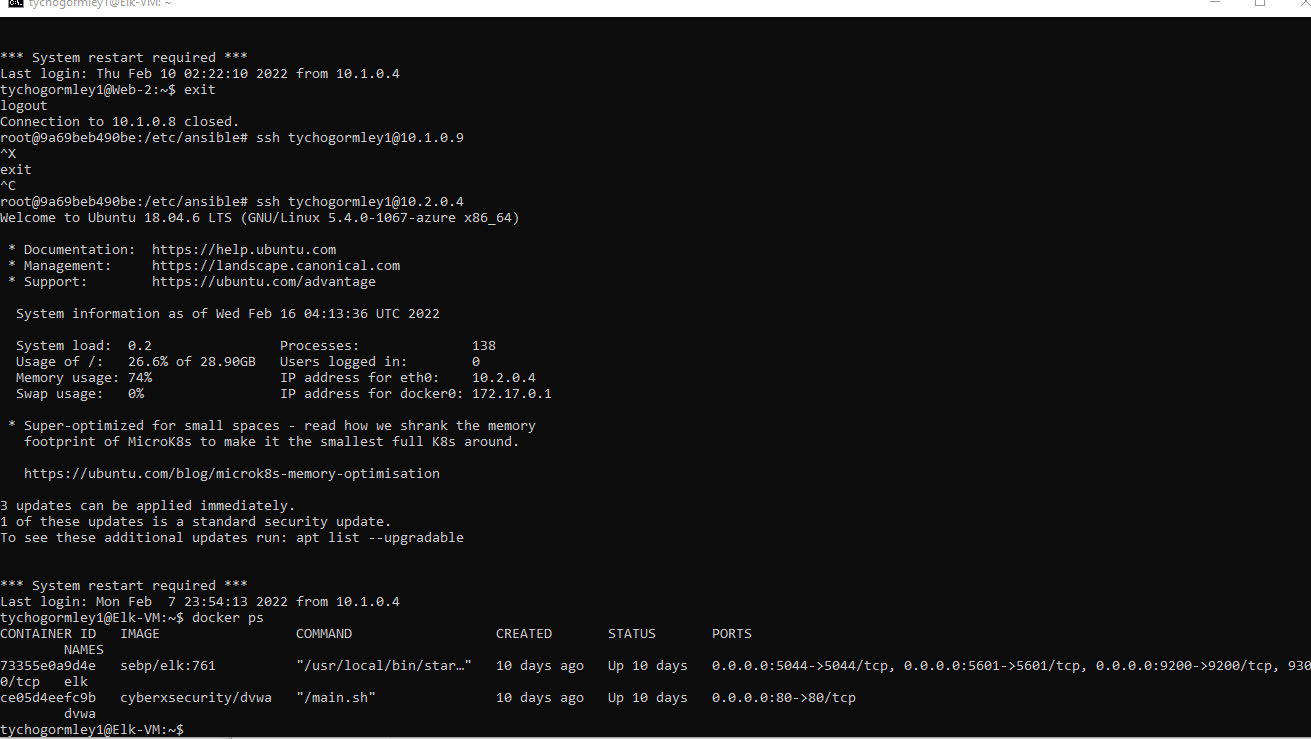 tychogormley1@Elk-VM: ~
*** System restart required ***
Last login: Thu Feb 10 02:22:10 2022 from 10.1.0.4
tychogormley1@Web-2:~$ exit
logout
Connection to 10.1.0.8 closed.
root@9a69beb490be:/etc/ansible# ssh tychogormley1@10.1.0.9
^X
exit
^C
root@9a69beb490be:/etc/ansible# ssh tychogormley1@10.2.0.4
Welcome to Ubuntu 18.04.6 LTS (GNU/Linux 5.4.0-1067-azure x86_64)
* Documentation:  https://help.ubuntu.com
* Management:     https://landscape.canonical.com
* Support:        https://ubuntu.com/advantage
System information as of Wed Feb 16 04:13:36 UTC 2022
System load:  0.2                Processes:              138
Usage of /:   26.6% of 28.90GB   Users logged in:        0
Memory usage: 74%                IP address for eth0:    10.2.0.4
Swap usage:   0%                 IP address for docker0: 172.17.0.1
* Super-optimized for small spaces - read how we shrank the memory
footprint of MicroK8s to make it the smallest full K8s around.
https://ubuntu.com/blog/microk8s-memory-optimisation
3 updates can be applied immediately.
1 of these updates is a standard security update.
To see these additional updates run: apt list --upgradable
*** System restart required ***
Last login: Mon Feb  7 23:54:13 2022 from 10.1.0.4
tychogormley1@Elk-VM:~$ docker ps
CONTAINER ID   IMAGE                 COMMAND                  CREATED       STATUS       PORTS
NAMES
73355e0a9d4e   sebp/elk:761          "/usr/local/bin/star…"   10 days ago   Up 10 days   0.0.0.0:5044->5044/tcp, 0.0.0.0:5601->5601/tcp, 0.0.0.0:9200->9200/tcp, 930
0/tcp   elk
ce05d4eefc9b   cyberxsecurity/dvwa   "/main.sh"               10 days ago   Up 10 days   0.0.0.0:80->80/tcp
dvwa
tychogormley1@Elk-VM:~$